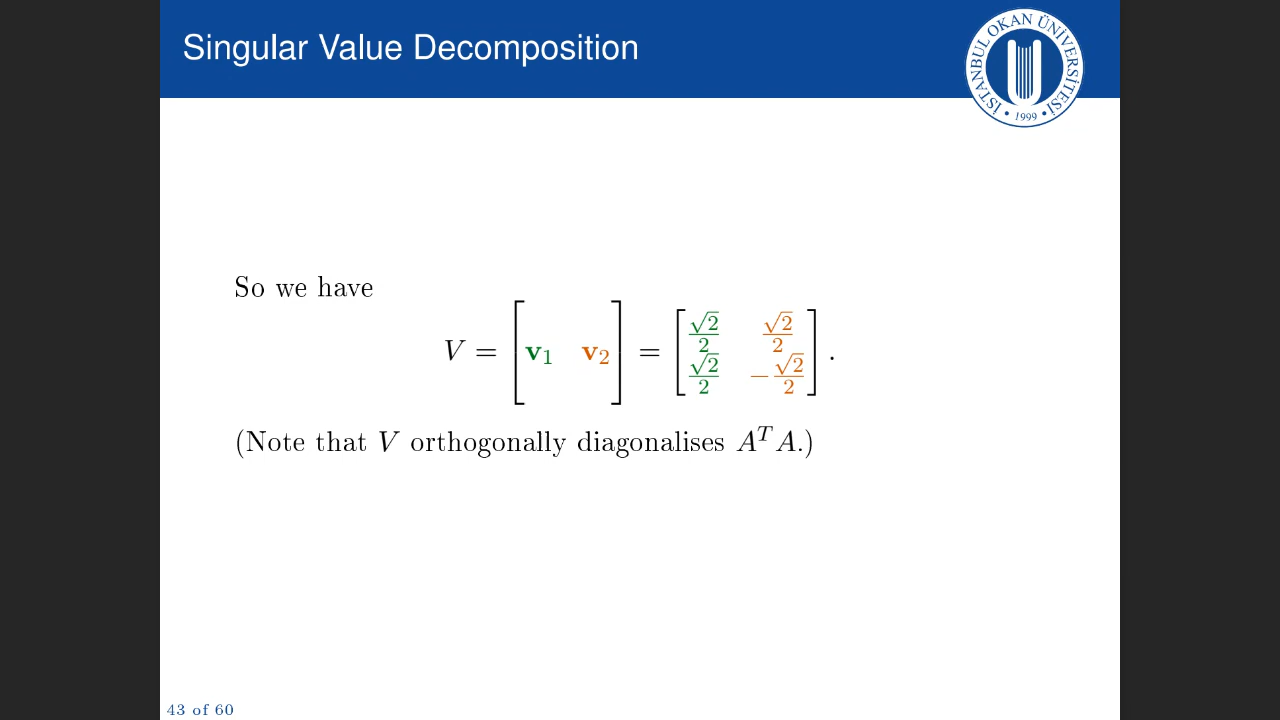 Singular Value Decomposition
İSTANBUL OKAN ÜNİVERSİTESİ
• 1999 •
So we have
V = [v₁ v₂] = [√2/2 √2/2; √2/2 −√2/2].
(Note that V orthogonally diagonalises AᵀA.)
43 of 60